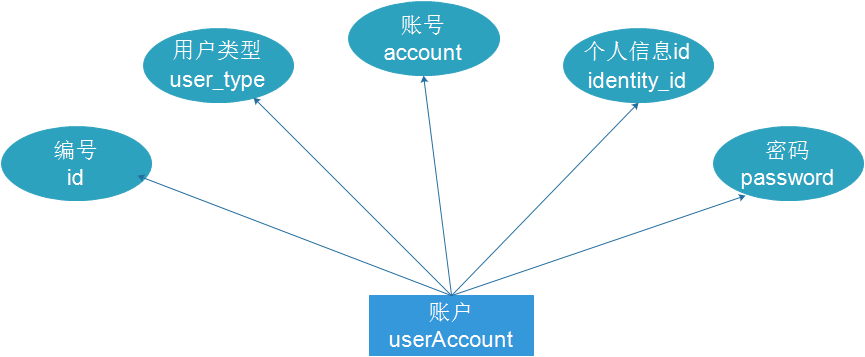 账号
account
用户类型
user_type
个人信息id
identity_id
编号
id
密码
password
账户
userAccount